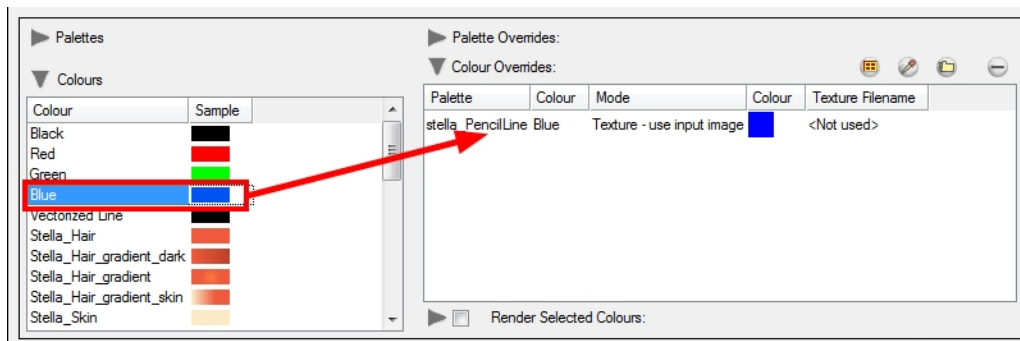 Palettes
Colours
Colour Sample
Black
Red
Green
Blue
Vectorized Line
Stella_Hair
Stella_Hair_gradient_dark
Stella_Hair_gradient
Stella_Hair_gradient_skin
Stella_Skin
Palette Overrides:
Colour Overrides:
Palette Colour Mode Colour Texture Filename
stella_PencilLine Blue Texture - use input image <Not used>
Render Selected Colours: